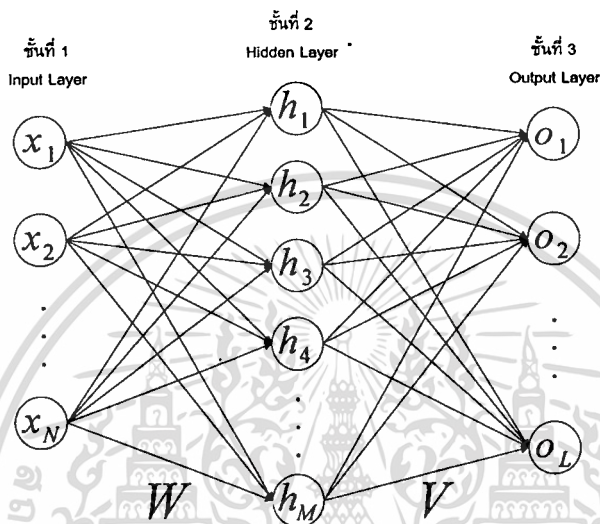 ชั้นที่ 1
Input Layer
ชั้นที่ 2
Hidden Layer
ชั้นที่ 3
Output Layer
x1
x2
xN
h1
h2
h3
h4
hM
o1
o2
oL
W
V